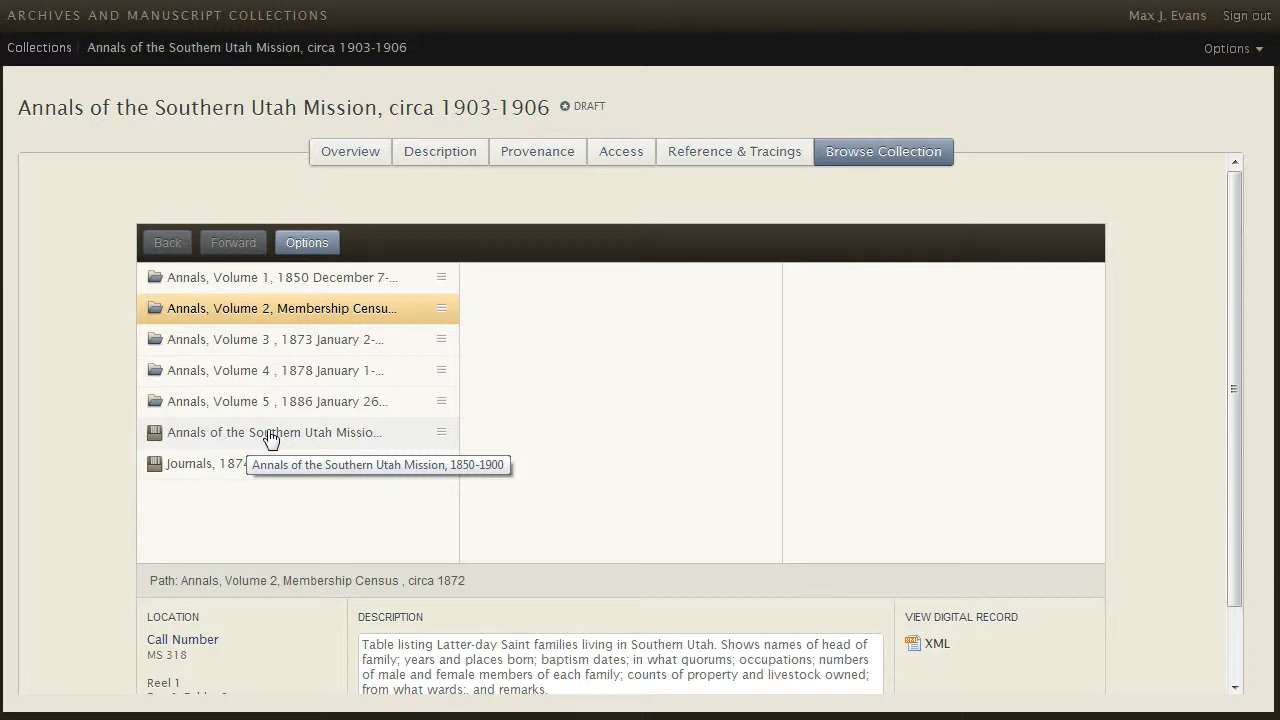 ARCHIVES AND MANUSCRIPT COLLECTIONS
Max J. Evans Sign out
Collections Annals of the Southern Utah Mission, circa 1903-1906
Options
Annals of the Southern Utah Mission, circa 1903-1906 DRAFT
Overview Description Provenance Access Reference & Tracings Browse Collection
Back Forward Options
Annals, Volume 1, 1850 December 7-...
Annals, Volume 2, Membership Censu...
Annals, Volume 3 , 1873 January 2-...
Annals, Volume 4 , 1878 January 1-...
Annals, Volume 5 , 1886 January 26...
Annals of the Southern Utah Missio...
Journals, 1874
Annals of the Southern Utah Mission, 1850-1900
Path: Annals, Volume 2, Membership Census , circa 1872
LOCATION
Call Number
MS 318
Reel 1
DESCRIPTION
Table listing Latter-day Saint families living in Southern Utah. Shows names of head of
family; years and places born; baptism dates; in what quorums; occupations; numbers
of male and female members of each family; counts of property and livestock owned;
from what wards;. and remarks.
VIEW DIGITAL RECORD
XML